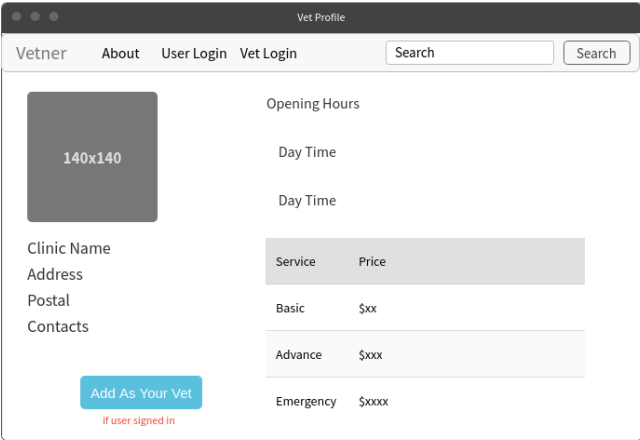 Vet Profile
Vetner About User Login Vet Login Search Search
140x140
Clinic Name
Address
Postal
Contacts
Add As Your Vet
if user signed in
Opening Hours
Day Time
Day Time
Service Price
Basic $xx
Advance $xxx
Emergency $xxxx